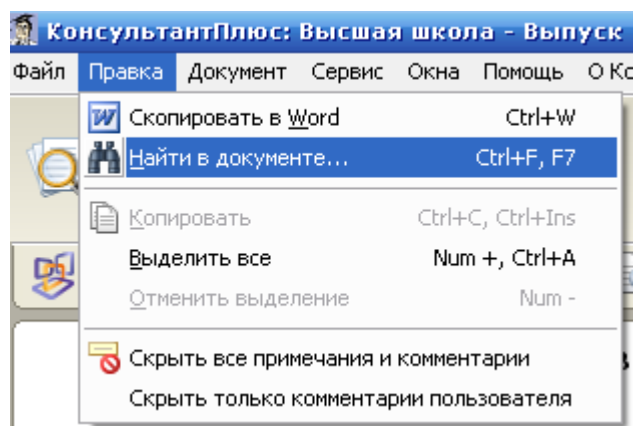 КонсультантПлюс: Высшая школа - Выпуск
Файл Правка Документ Сервис Окна Помощь О Ко
Скопировать в Word Ctrl+W
Найти в документе... Ctrl+F, F7
Копировать Ctrl+C, Ctrl+Ins
Выделить все Num +, Ctrl+A
Отменить выделение Num -
Скрыть все примечания и комментарии
Скрыть только комментарии пользователя